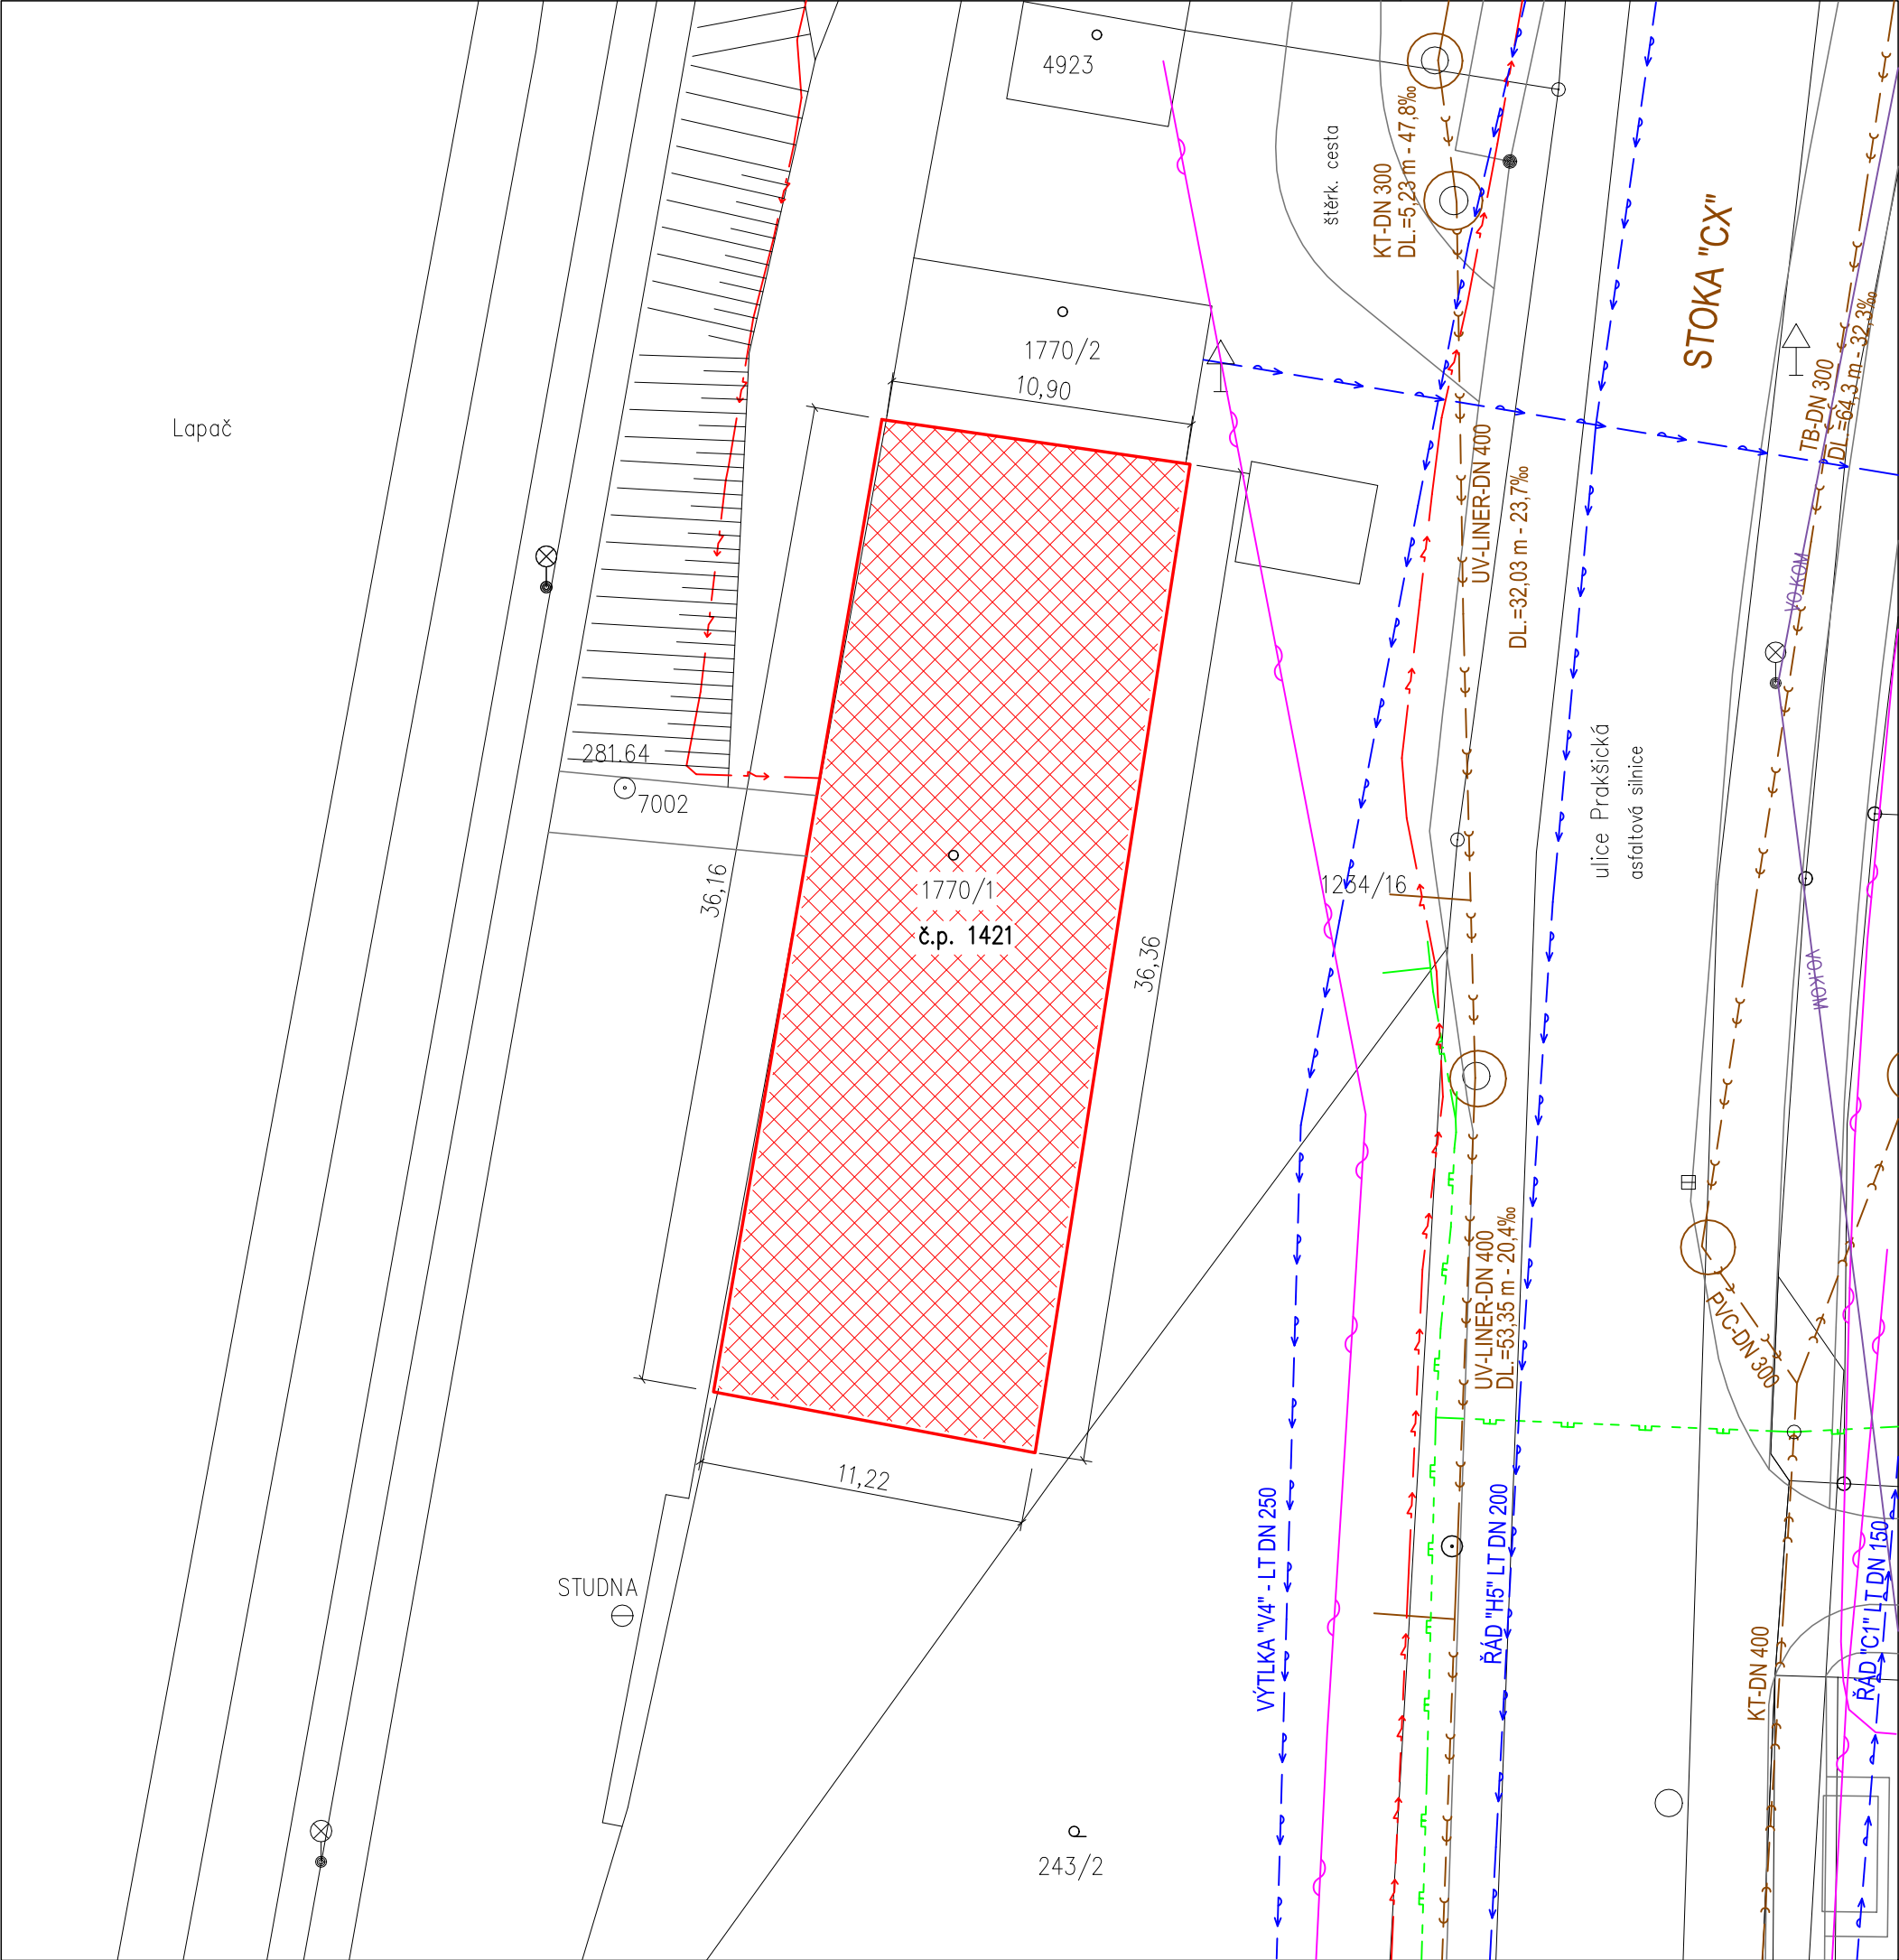 4923
štěrk. cesta
KT-DN 300
DL.=5,23 m - 47,8‰
STOKA "CX"
1770/2
10,90
TB-DN 300
DL.=64,3 m - 32,3‰
Lapač
UV-LINER-DN 400
DL.=32,03 m - 23,7‰
VO.KOM
281.64
7002
ulice Prakšická
asfaltová silnice
36,16
1770/1
č.p. 1421
1234/16
36,36
VO.KOM
UV-LINER-DN 400
DL.=53,35 m - 20,4‰
PVC-DN 300
11,22
VÝTLKA "V4" - LT DN 250
ŘÁD "H5" LT DN 200
ŘÁD "C1" LT DN 150
STUDNA
KT-DN 400
243/2